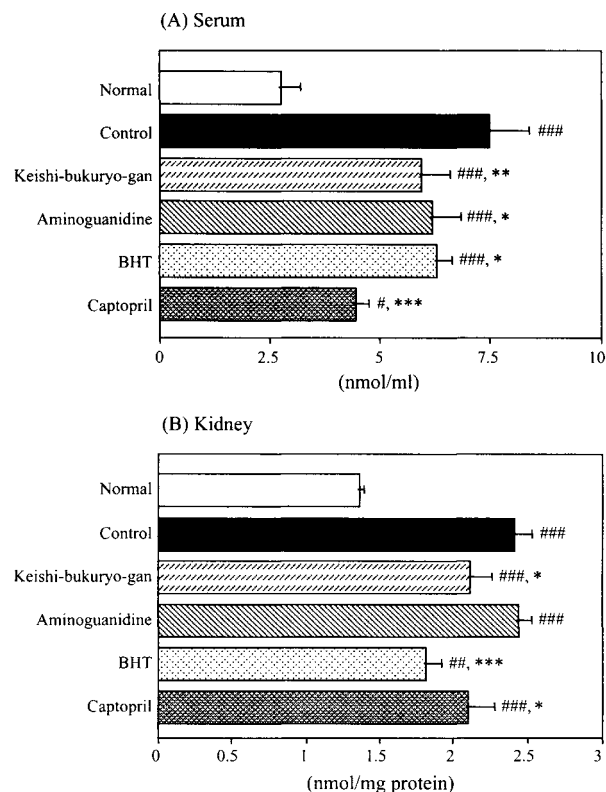 (A) Serum
Normal
Control
###
Keishi-bukuryo-gan
###, **
Aminoguanidine
###, *
BHT
###, *
Captopril
#, ***
0 2.5 5 7.5 10
(nmol/ml)
(B) Kidney
Normal
Control
###
Keishi-bukuryo-gan
###, *
Aminoguanidine
###
BHT
##, ***
Captopril
###, *
0 0.5 1 1.5 2 2.5 3
(nmol/mg protein)